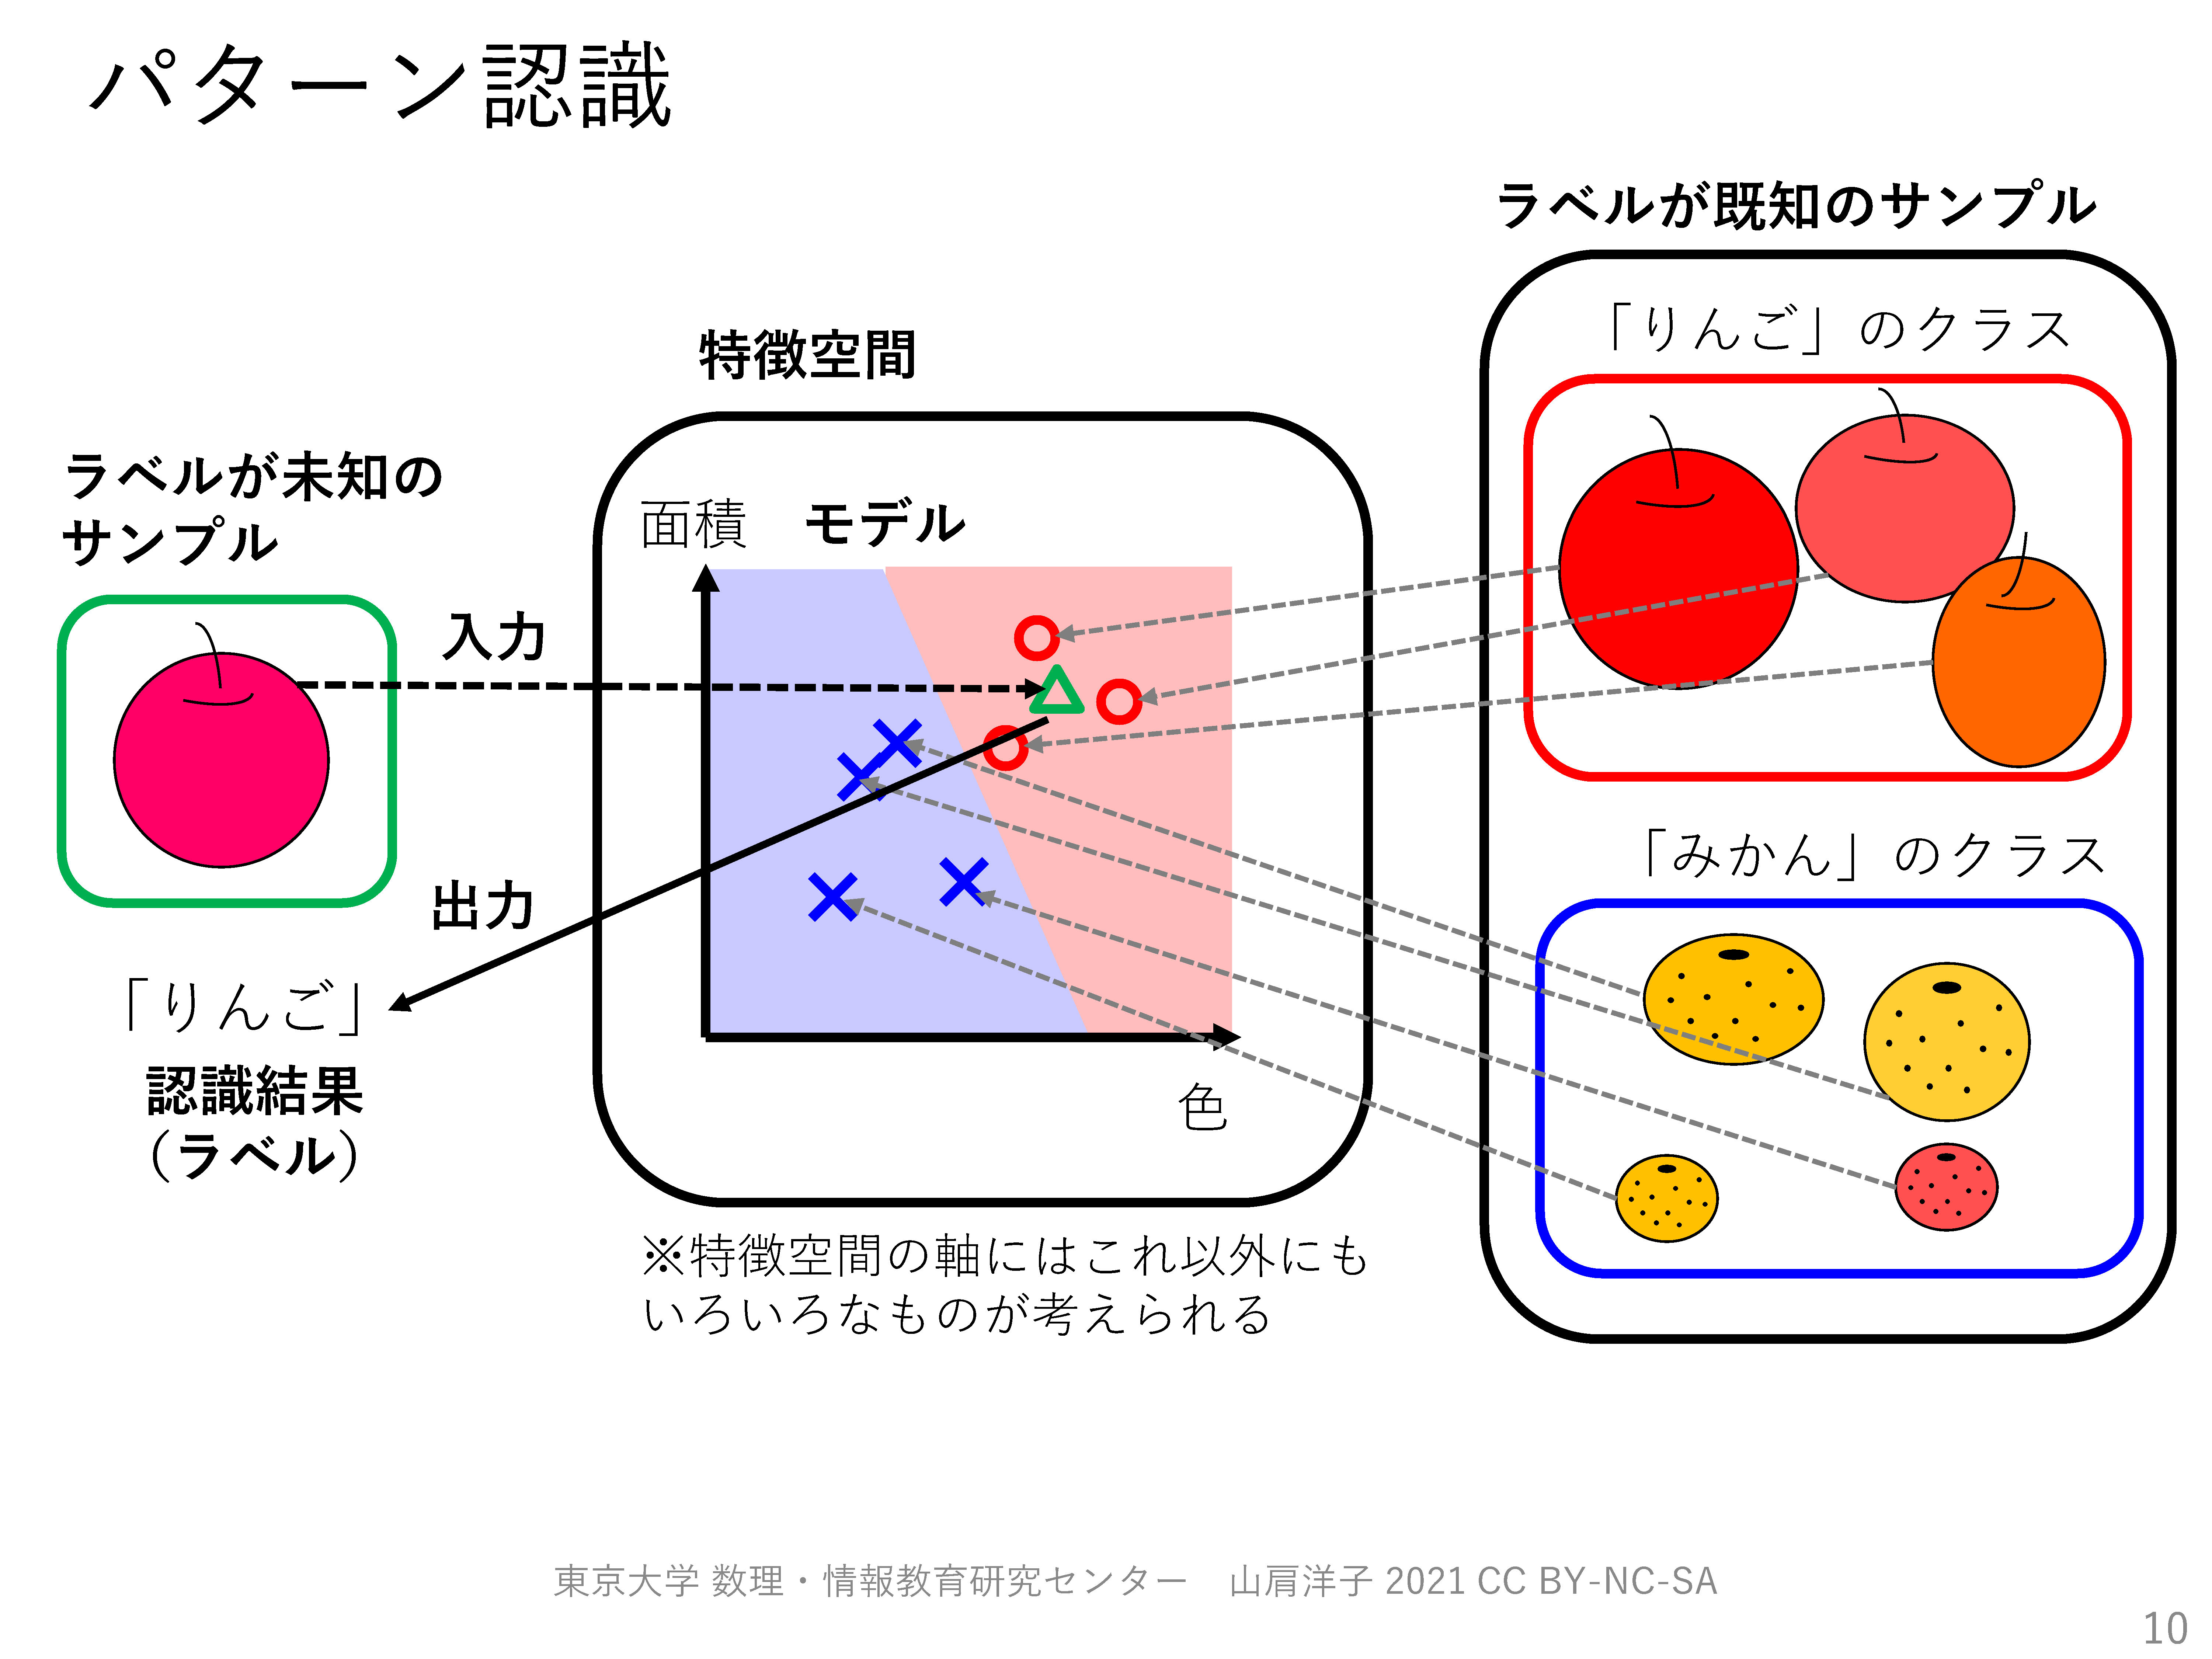 パターン認識
ラベルが既知のサンプル
「りんご」のクラス
特徴空間
ラベルが未知の
サンプル
面積
モデル
入力
「みかん」のクラス
出力
「りんご」
認識結果
（ラベル）
色
※特徴空間の軸にはこれ以外にも
いろいろなものが考えられる
東京大学 数理・情報教育研究センター　山肩洋子 2021 CC BY-NC-SA
10